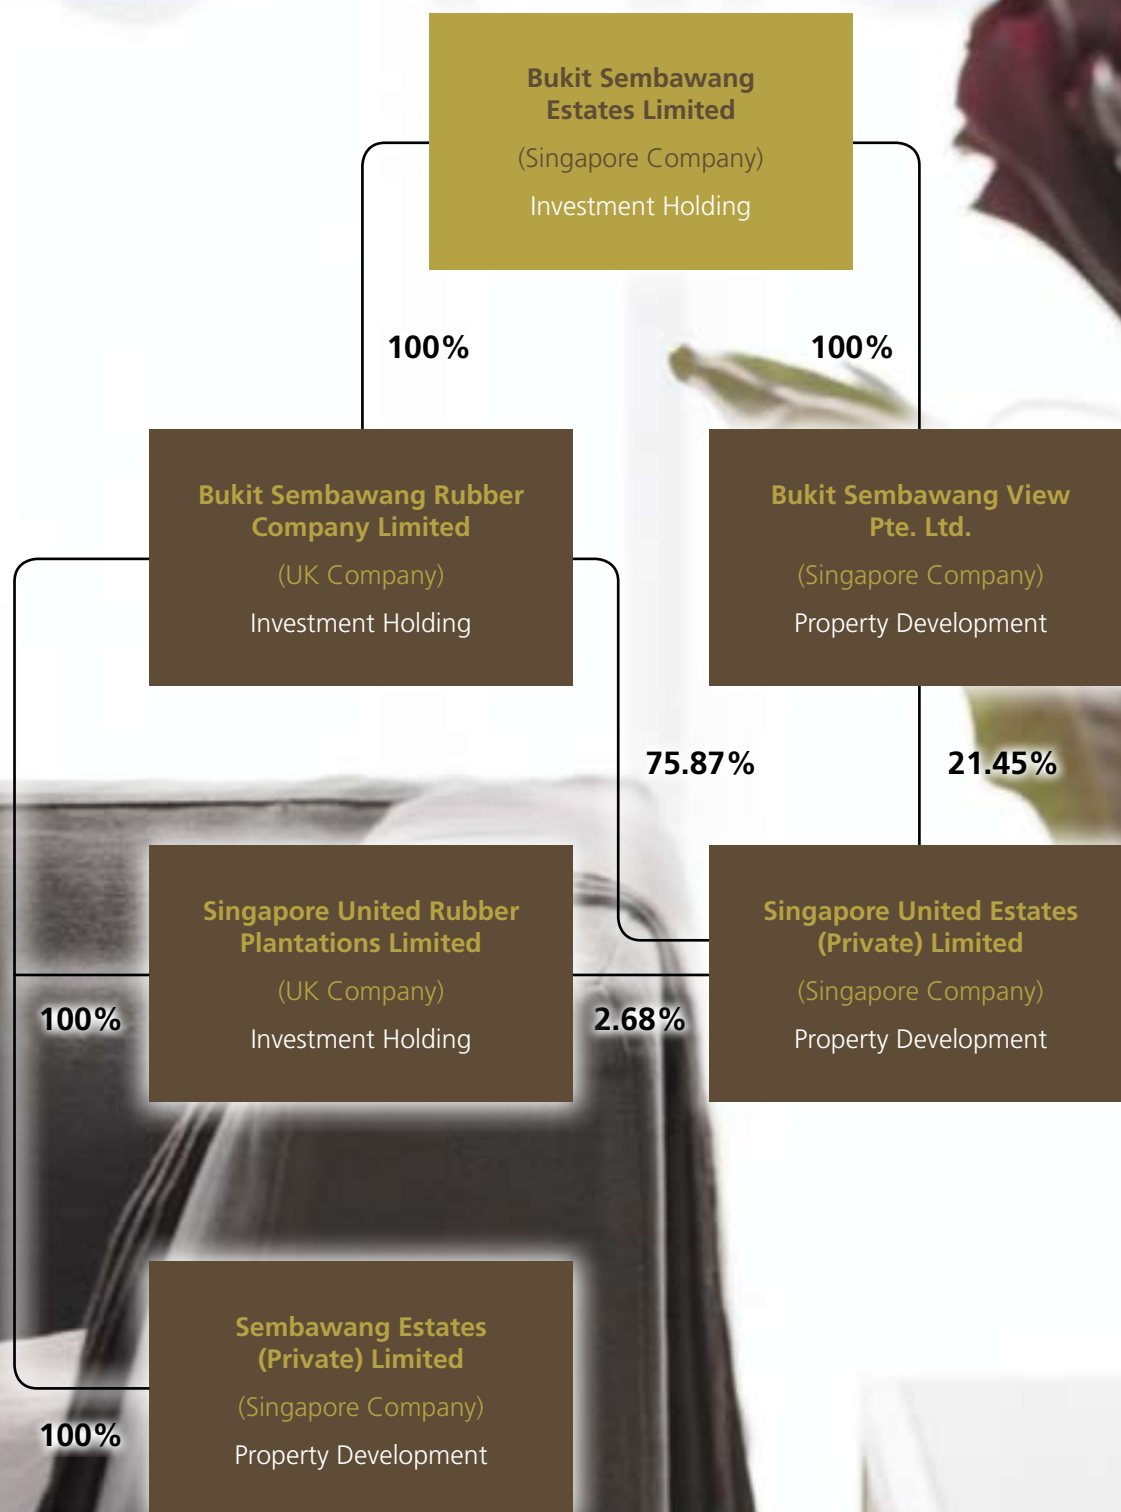 Bukit Sembawang
Estates Limited
(Singapore Company)
Investment Holding
100%
100%
Bukit Sembawang Rubber
Company Limited
(UK Company)
Investment Holding
Bukit Sembawang View
Pte. Ltd.
(Singapore Company)
Property Development
75.87%
21.45%
Singapore United Rubber
Plantations Limited
(UK Company)
Investment Holding
Singapore United Estates
(Private) Limited
(Singapore Company)
Property Development
100%
2.68%
Sembawang Estates
(Private) Limited
(Singapore Company)
Property Development
100%